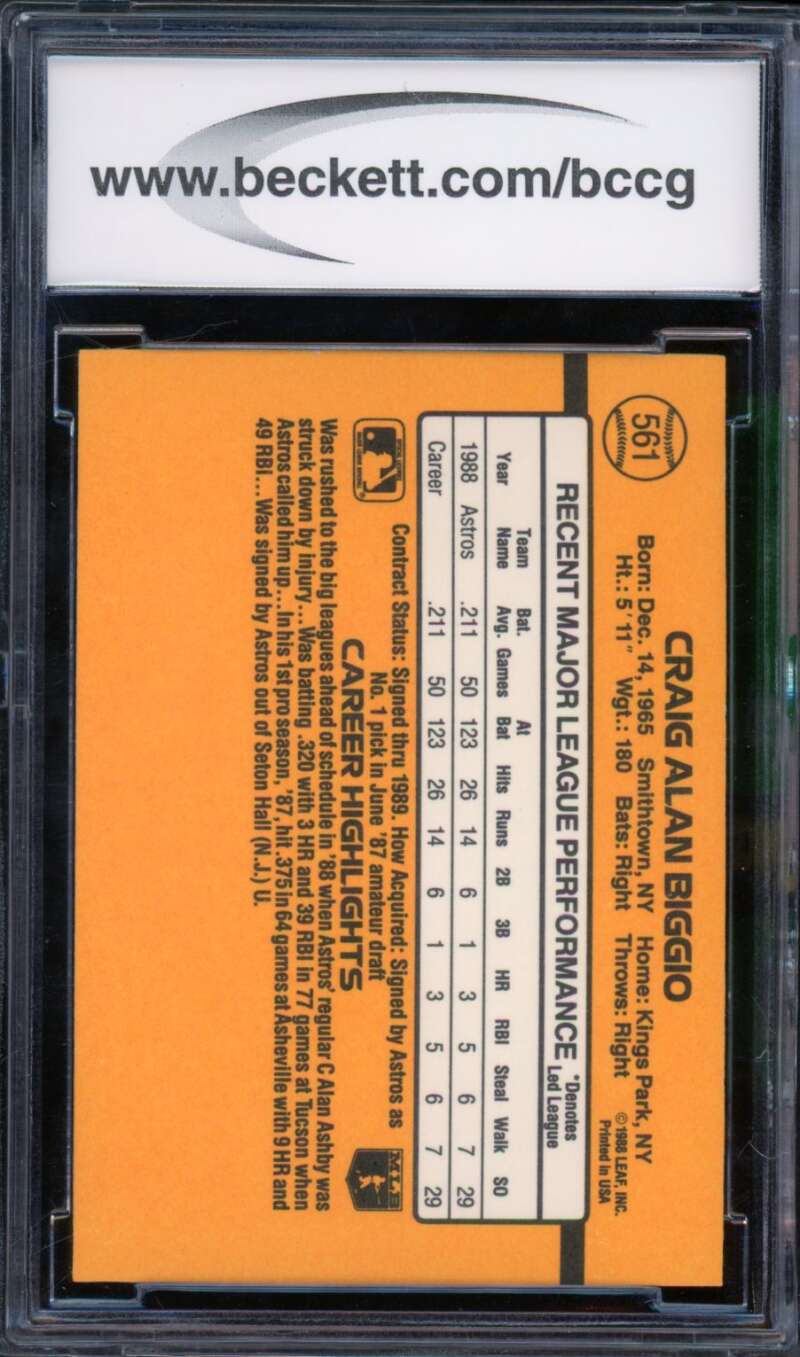 www.beckett.com/bccg
561
CRAIG ALAN BIGGIO
Born: Dec. 14, 1965 Smithtown, NY Home: Kings Park, NY
Ht.: 5'11" Wgt.: 180 Bats: Right Throws: Right
©1988 LEAF, INC.
Printed in USA
RECENT MAJOR LEAGUE PERFORMANCE
*Denotes
Led League
Year Team Name Bat. Avg. Games At Bat Hits Runs 2B 3B HR RBI Steal Walk SO
1988 Astros .211 50 123 26 14 6 1 3 5 6 7 29
Career .211 50 123 26 14 6 1 3 5 6 7 29
Contract Status: Signed thru 1989. How Acquired: Signed by Astros as
No. 1 pick in June '87 amateur draft
CAREER HIGHLIGHTS
MLB
Was rushed to the big leagues ahead of schedule in '88 when Astros' regular C Alan Ashby was
struck down by injury...Was batting .320 with 3 HR and 39 RBI in 77 games at Tucson when
Astros called him up...In his 1st pro season, '87, hit .375 in 64 games at Asheville with 9 HR and
49 RBI...Was signed by Astros out of Seton Hall (N.J.) U.